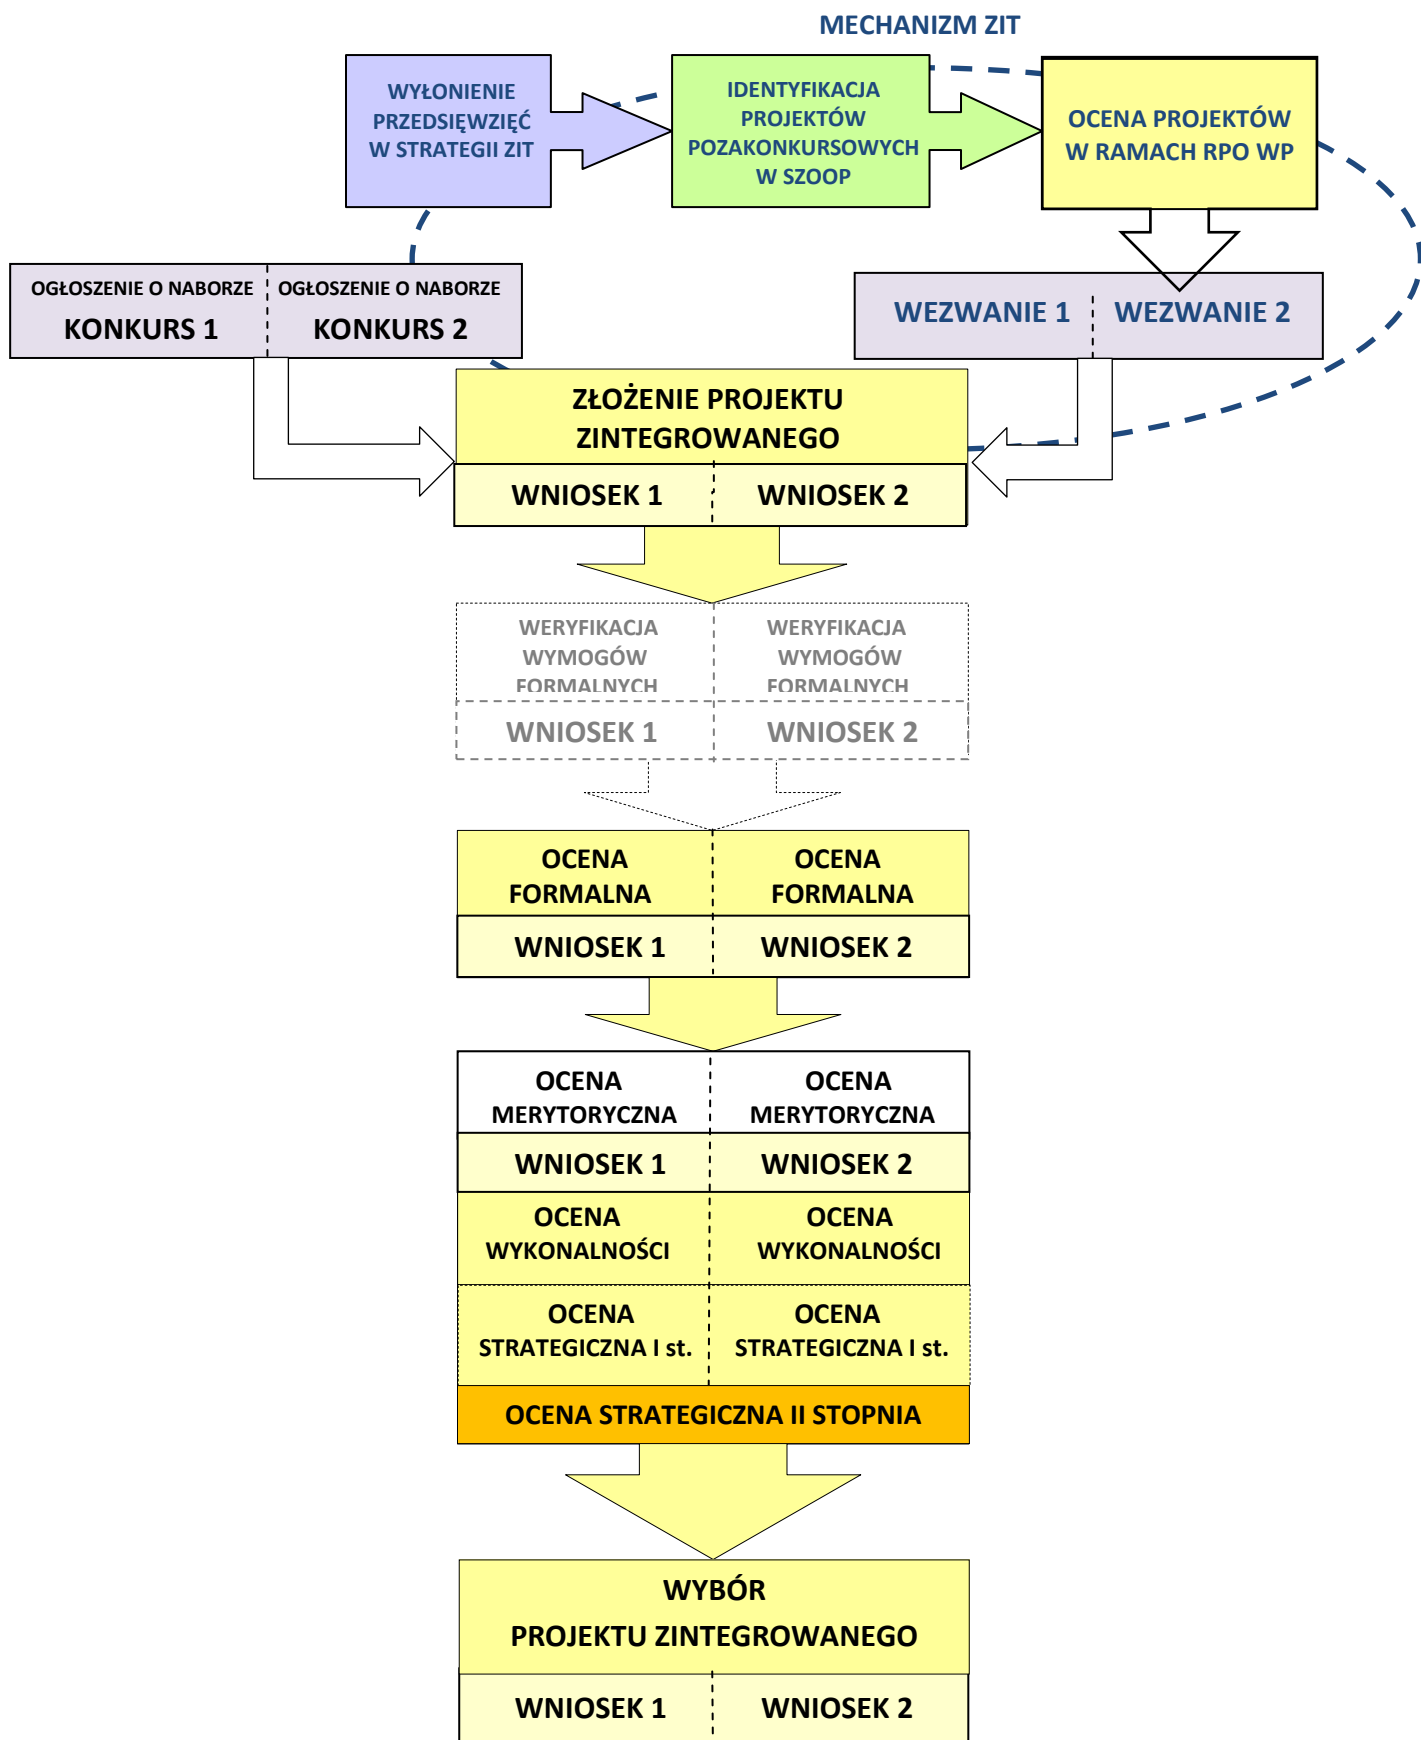 MECHANIZM ZIT
WYŁONIENIE
PRZEDSIĘWZIĘĆ
W STRATEGII ZIT
IDENTYFIKACJA
PROJEKTÓW
POZAKONKURSOWYCH
W SZOOP
OCENA PROJEKTÓW
W RAMACH RPO WP
OGŁOSZENIE O NABORZE
KONKURS 1
OGŁOSZENIE O NABORZE
KONKURS 2
WEZWANIE 1
WEZWANIE 2
ZŁOŻENIE PROJEKTU
ZINTEGROWANEGO
WNIOSEK 1
WNIOSEK 2
WERYFIKACJA
WYMOGÓW
FORMALNYCH
WERYFIKACJA
WYMOGÓW
FORMALNYCH
WNIOSEK 1
WNIOSEK 2
OCENA
FORMALNA
OCENA
FORMALNA
WNIOSEK 1
WNIOSEK 2
OCENA
MERYTORYCZNA
OCENA
MERYTORYCZNA
WNIOSEK 1
WNIOSEK 2
OCENA
WYKONALNOŚCI
OCENA
WYKONALNOŚCI
OCENA
STRATEGICZNA I st.
OCENA
STRATEGICZNA I st.
OCENA STRATEGICZNA II STOPNIA
WYBÓR
PROJEKTU ZINTEGROWANEGO
WNIOSEK 1
WNIOSEK 2